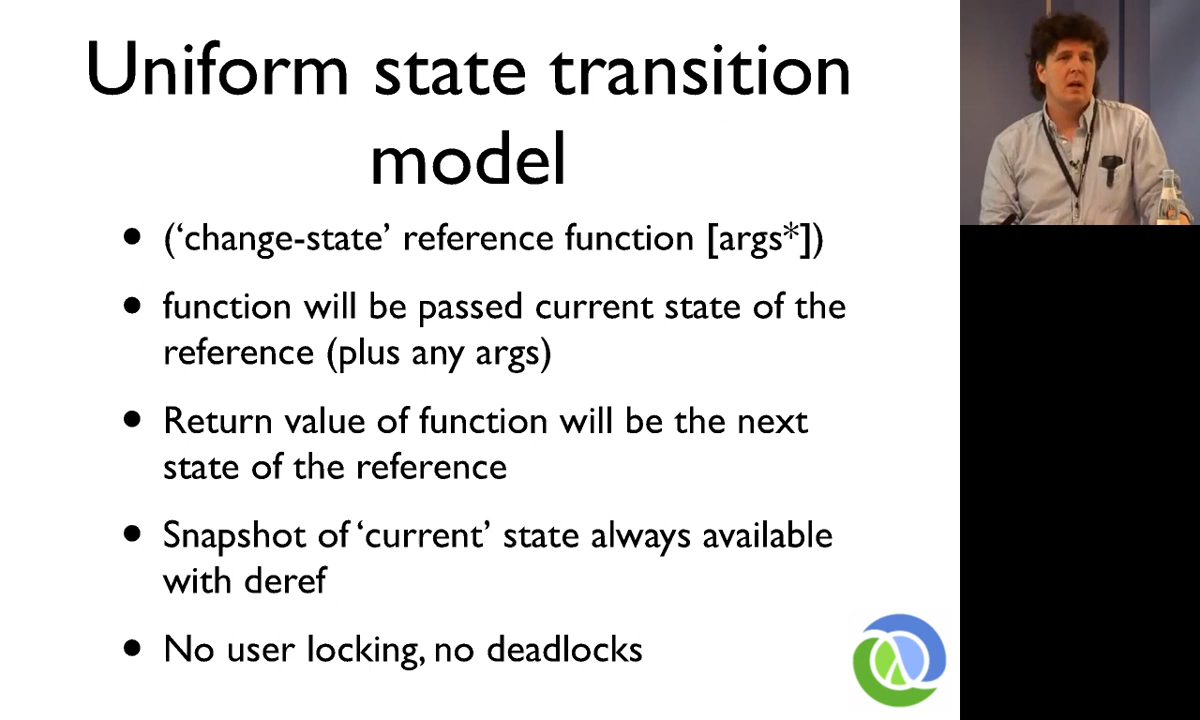 Uniform state transition
model
• (‘change-state’ reference function [args*])
• function will be passed current state of the
reference (plus any args)
• Return value of function will be the next
state of the reference
• Snapshot of ‘current’ state always available
with deref
• No user locking, no deadlocks